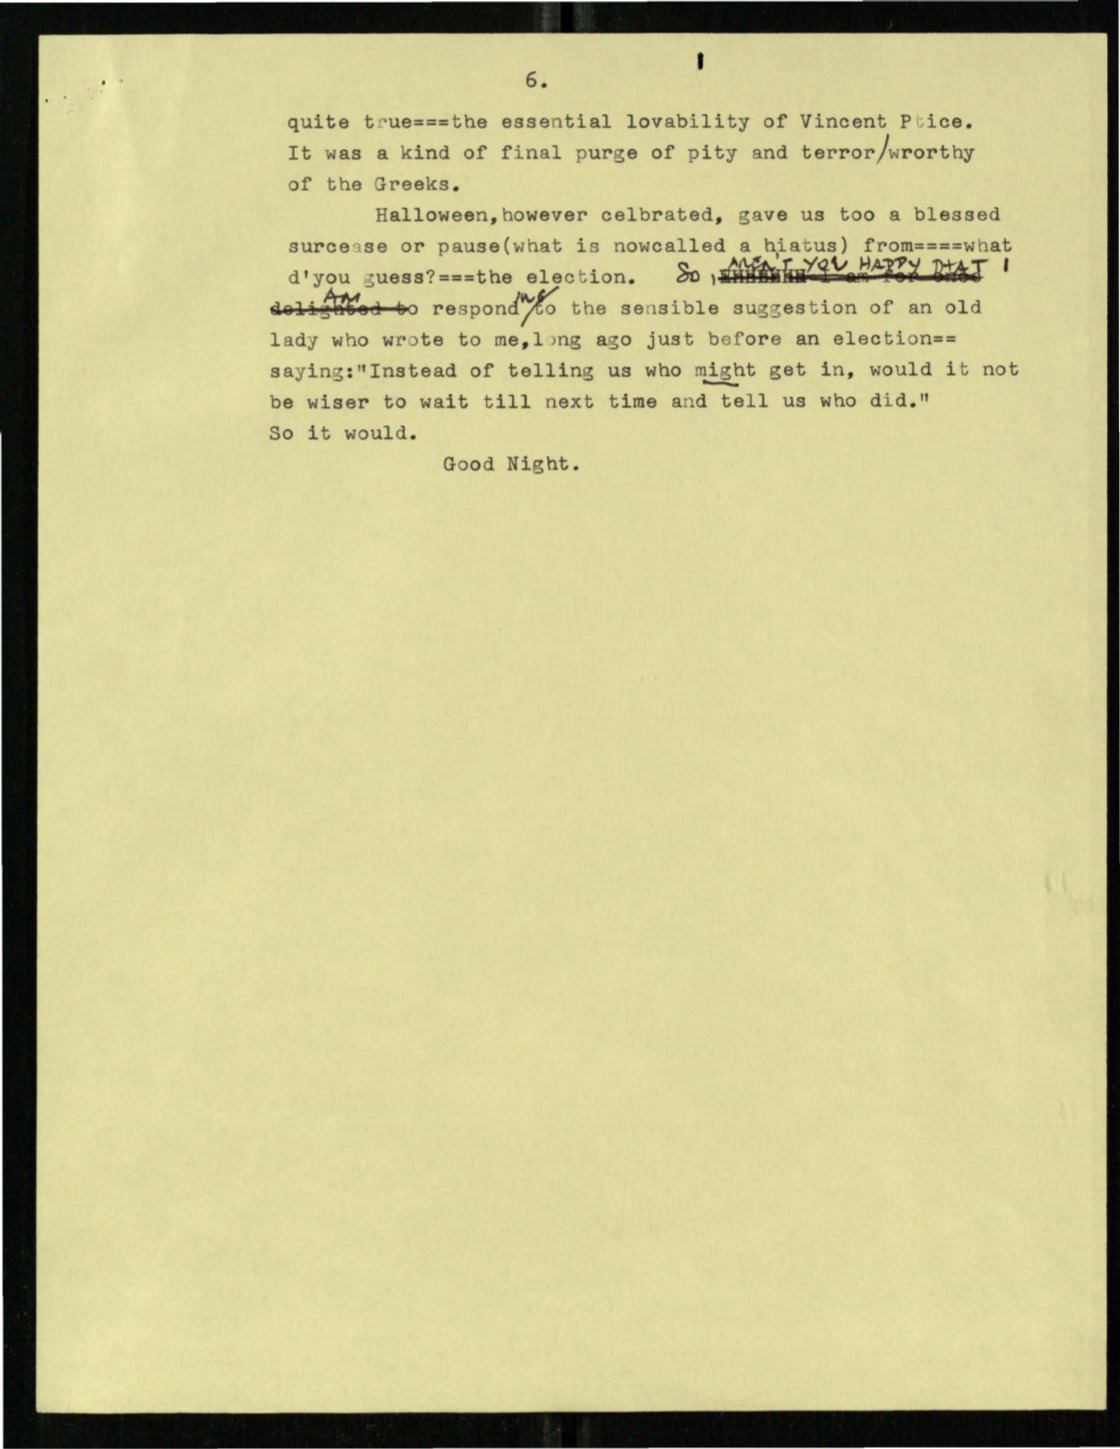 6.
quite true===the essential lovability of Vincent Price.
It was a kind of final purge of pity and terror/wrorthy
of the Greeks.
Halloween,however celbrated, gave us too a blessed
surcease or pause(what is nowcalled a hiatus) from====what
d'you guess?===the election. So, AREN'T YOU HAPPY THAT I
AM responding to the sensible suggestion of an old
lady who wrote to me,long ago just before an election==
saying:"Instead of telling us who might get in, would it not
be wiser to wait till next time and tell us who did."
So it would.
Good Night.